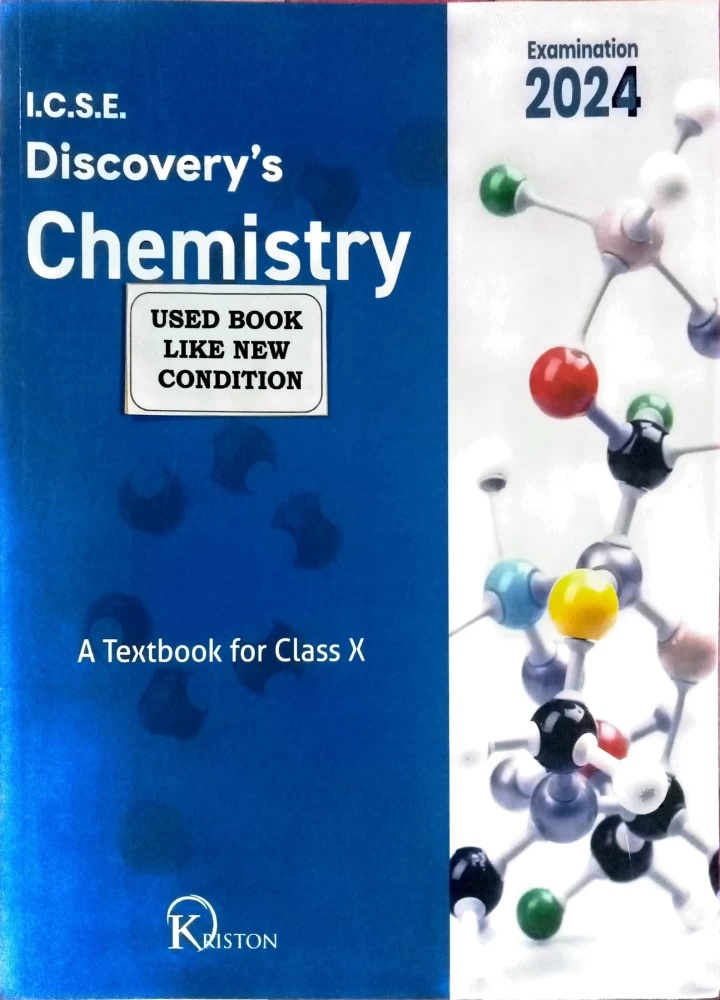 Examination
2024
I.C.S.E.
Discovery's
Chemistry
USED BOOK
LIKE NEW
CONDITION
A Textbook for Class X
KRISTON